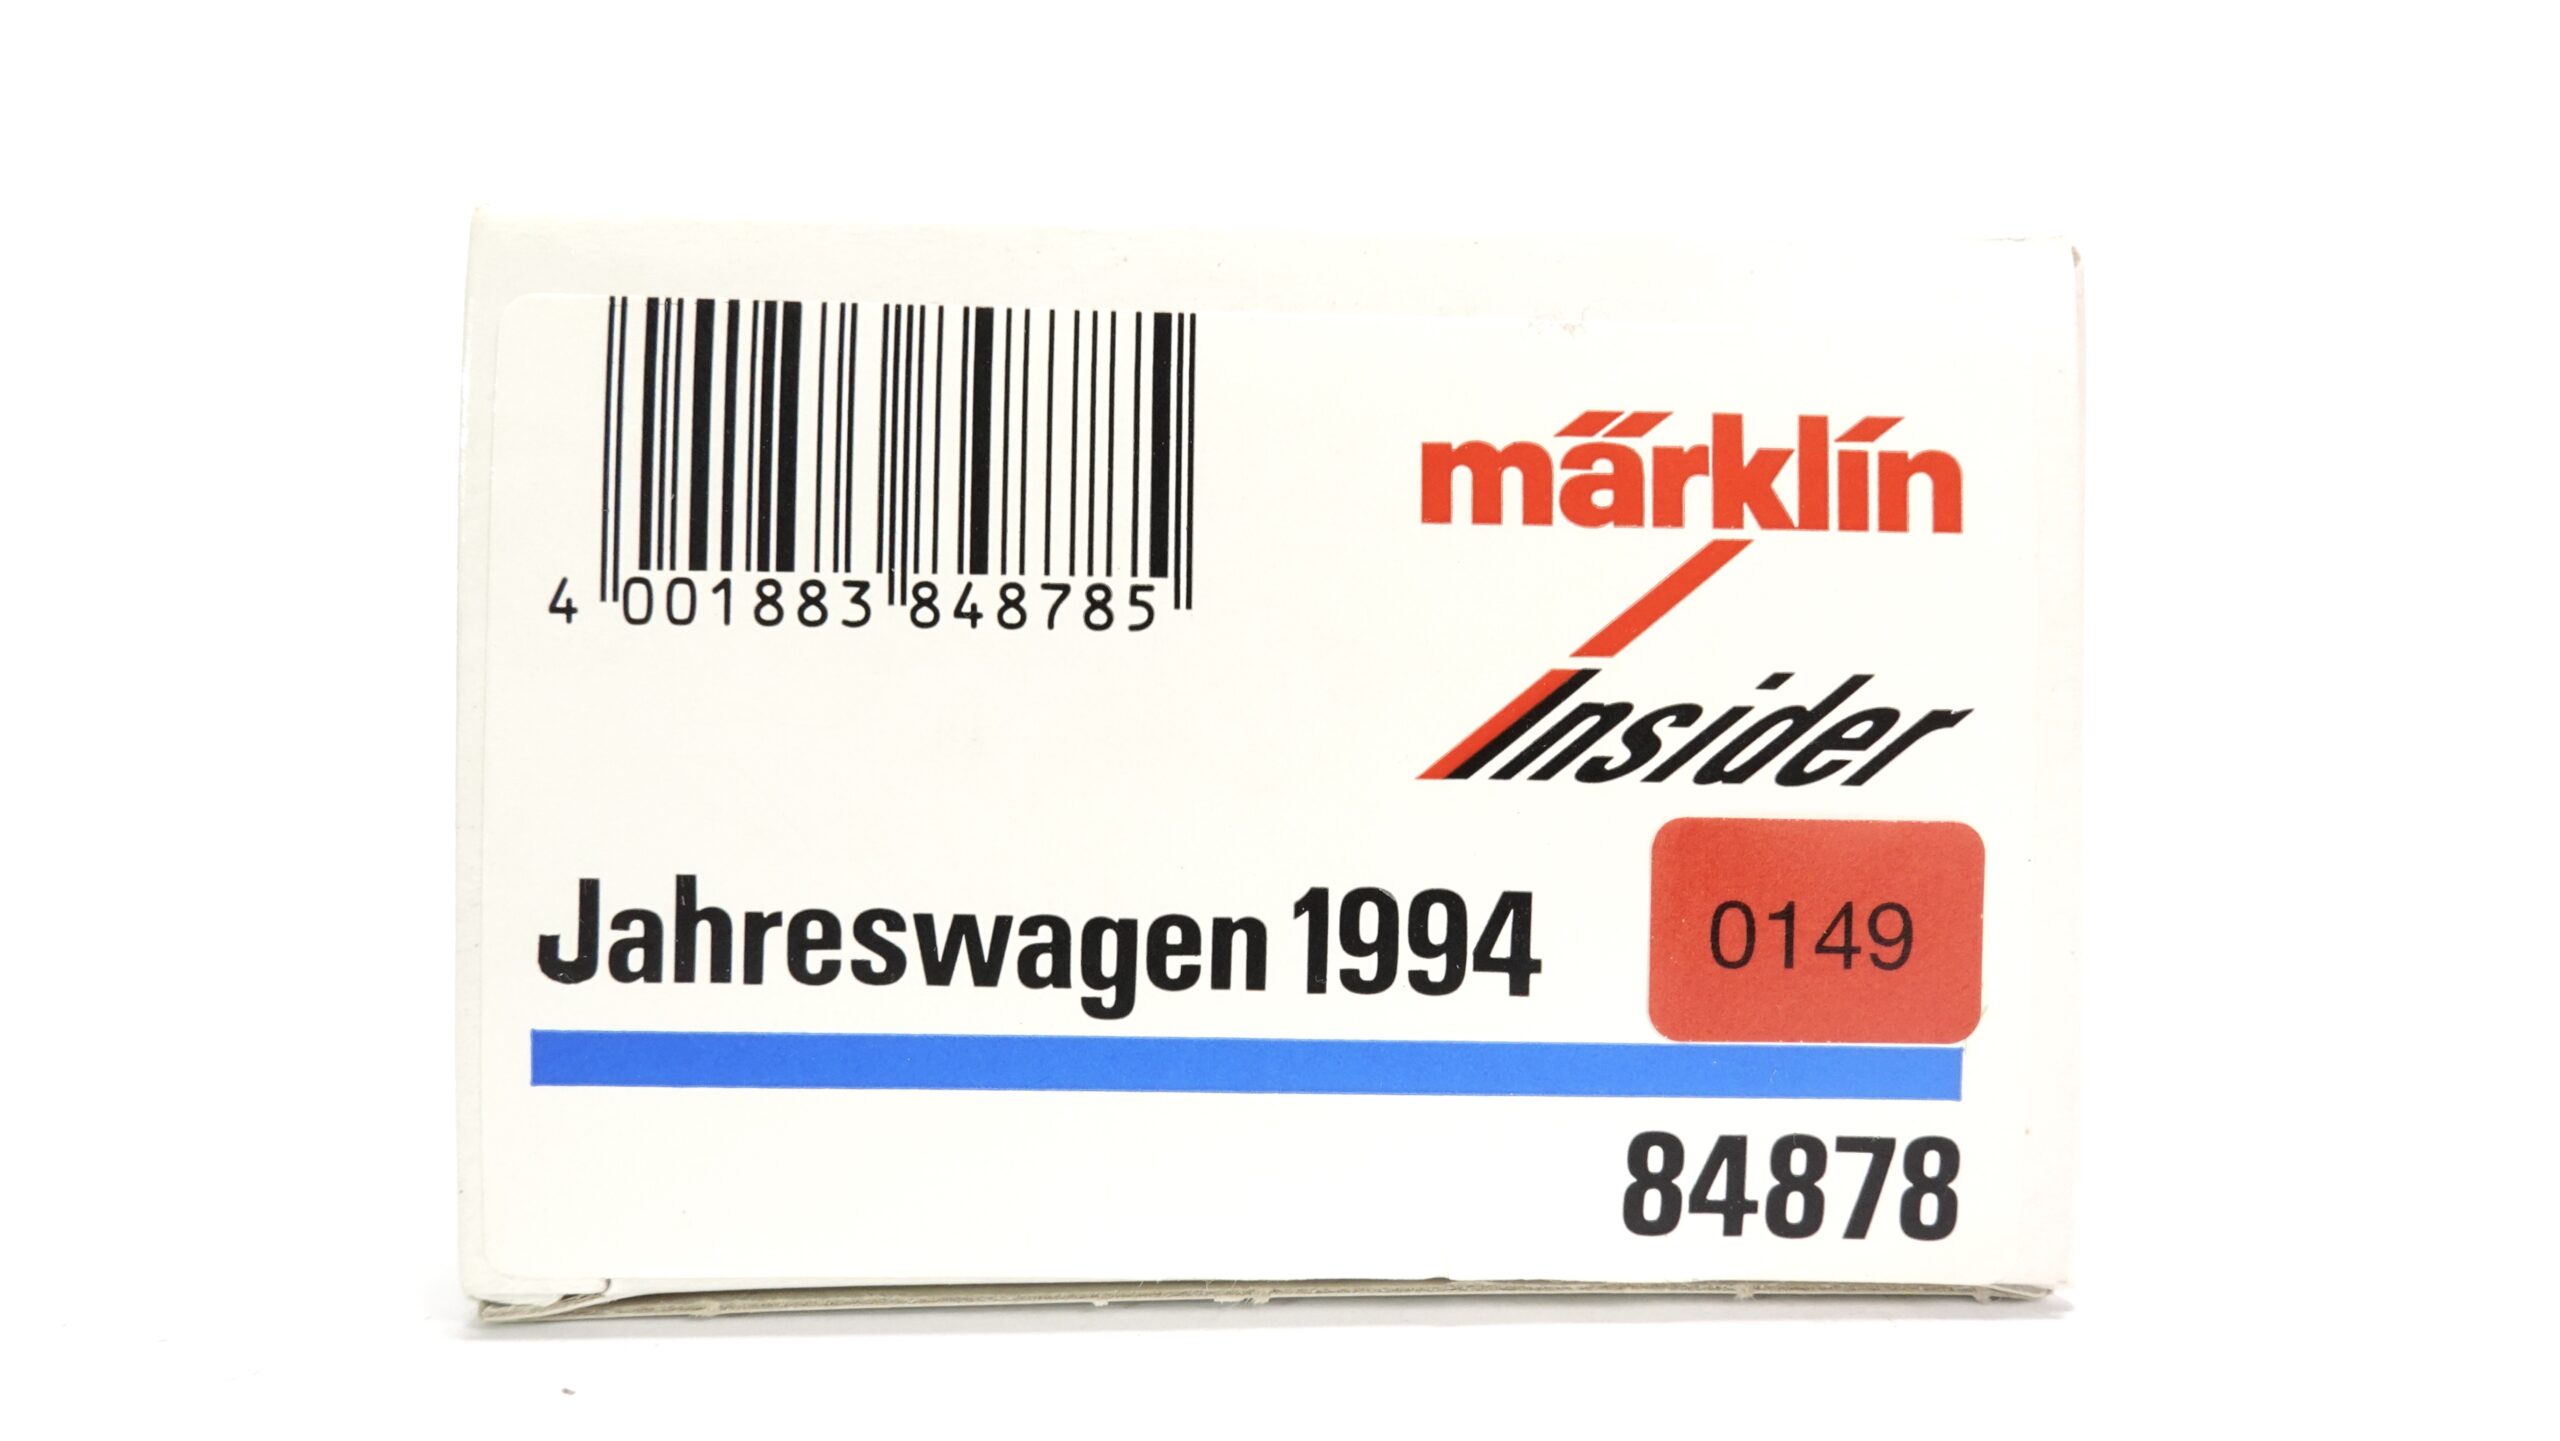 4 001883 848785
märklin
Insider
Jahreswagen 1994
0149
84878